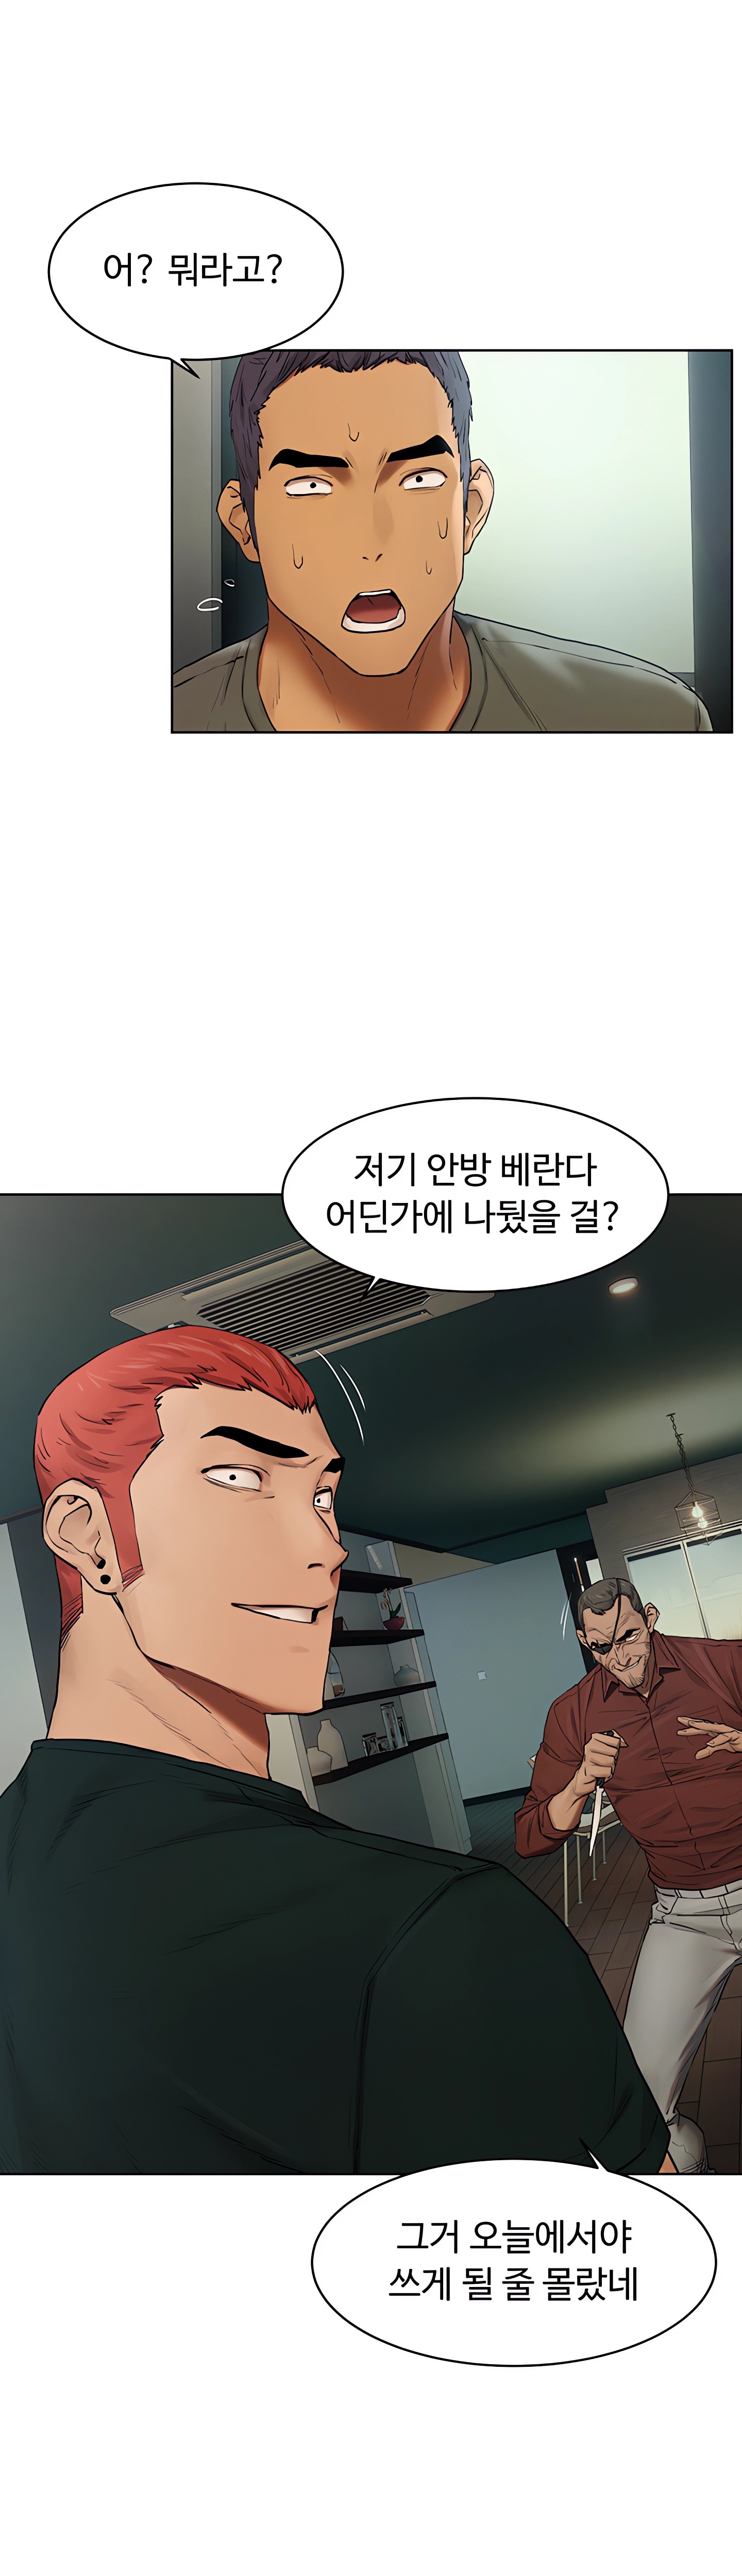 어? 뭐라고?
저기 안방 베란다
어딘가에 나뒀을 걸?
그거 오늘에서야
쓰게 될 줄 몰랐네